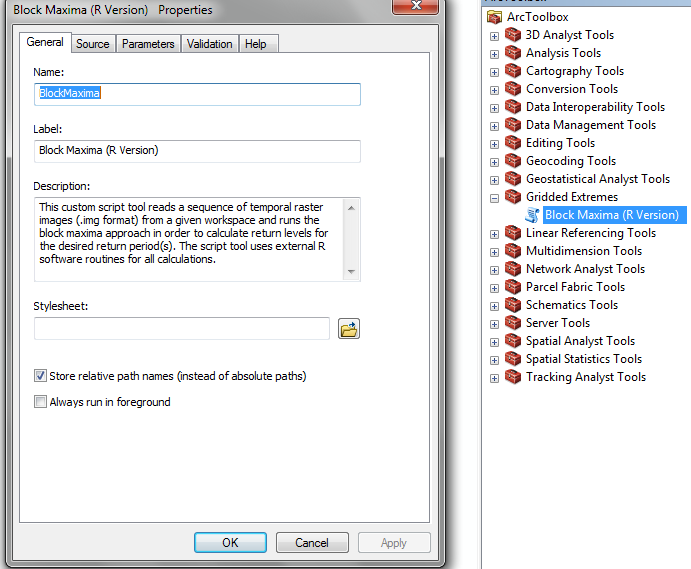 Block Maxima (R Version)    Properties
General
Source
Parameters
Validation
Help
Name:
BlockMaxima
Label:
Block Maxima (R Version)
Description:
This custom script tool reads a sequence of temporal raster
images (.img format) from a given workspace and runs the
block maxima approach in order to calculate return levels for
the desired return period(s). The script tool uses external R
software routines for all calculations.
Stylesheet:
Store relative path names (instead of absolute paths)
Always run in foreground
OK
Cancel
Apply
ArcToolbox
3D Analyst Tools
Analysis Tools
Cartography Tools
Conversion Tools
Data Interoperability Tools
Data Management Tools
Editing Tools
Geocoding Tools
Geostatistical Analyst Tools
Gridded Extremes
Block Maxima (R Version)
Linear Referencing Tools
Multidimension Tools
Network Analyst Tools
Parcel Fabric Tools
Schematics Tools
Server Tools
Spatial Analyst Tools
Spatial Statistics Tools
Tracking Analyst Tools